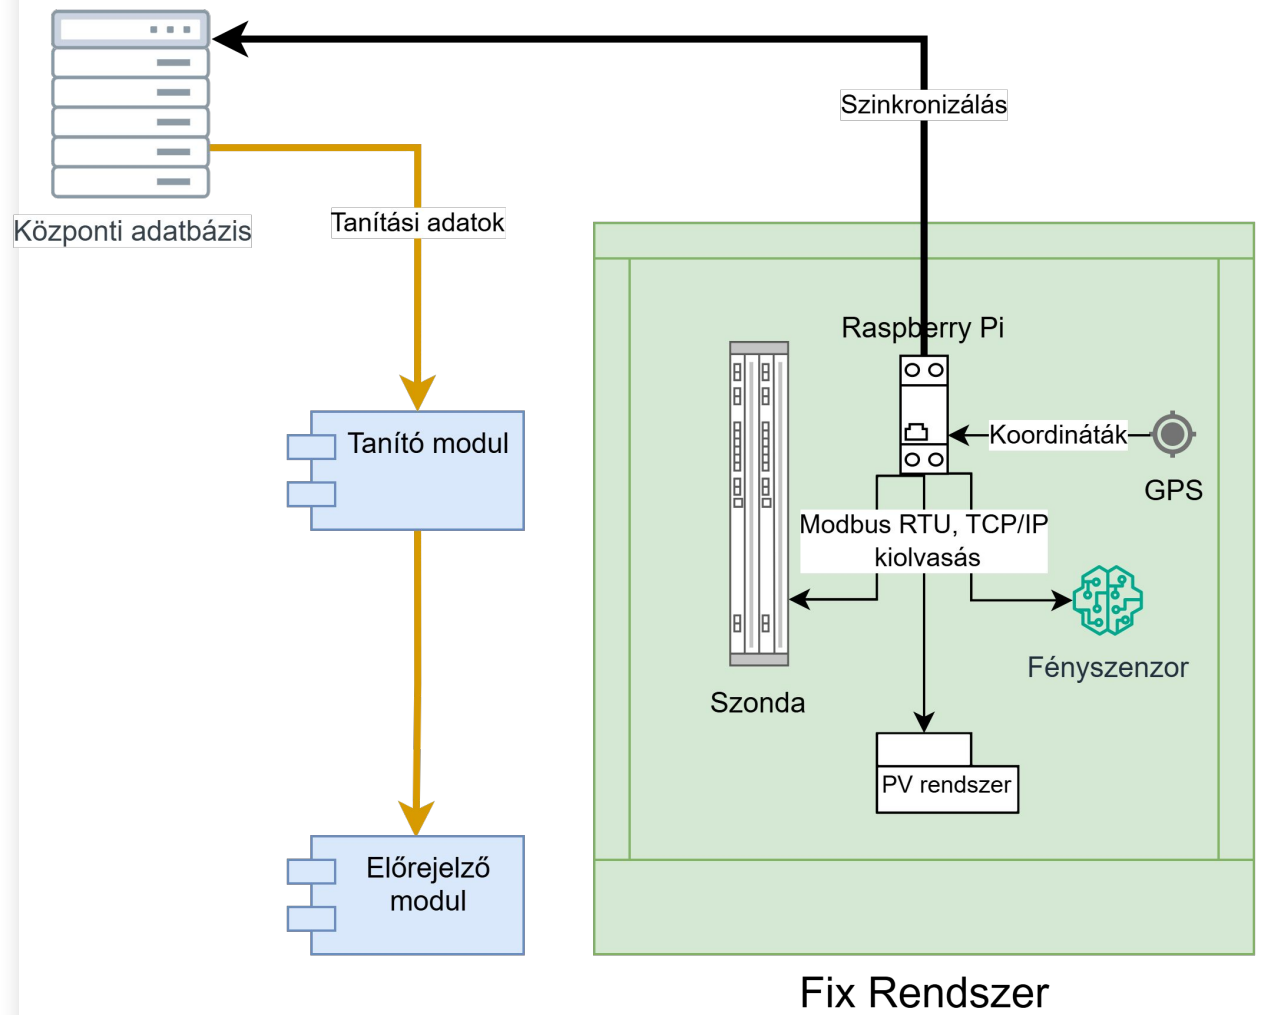 Szinkronizálás
Központi adatbázis
Tanítási adatok
Raspberry Pi
Tanító modul
Koordináták
GPS
Modbus RTU, TCP/IP
kiolvasás
Fényszenzor
Szonda
PV rendszer
Előrejelző
modul
Fix Rendszer